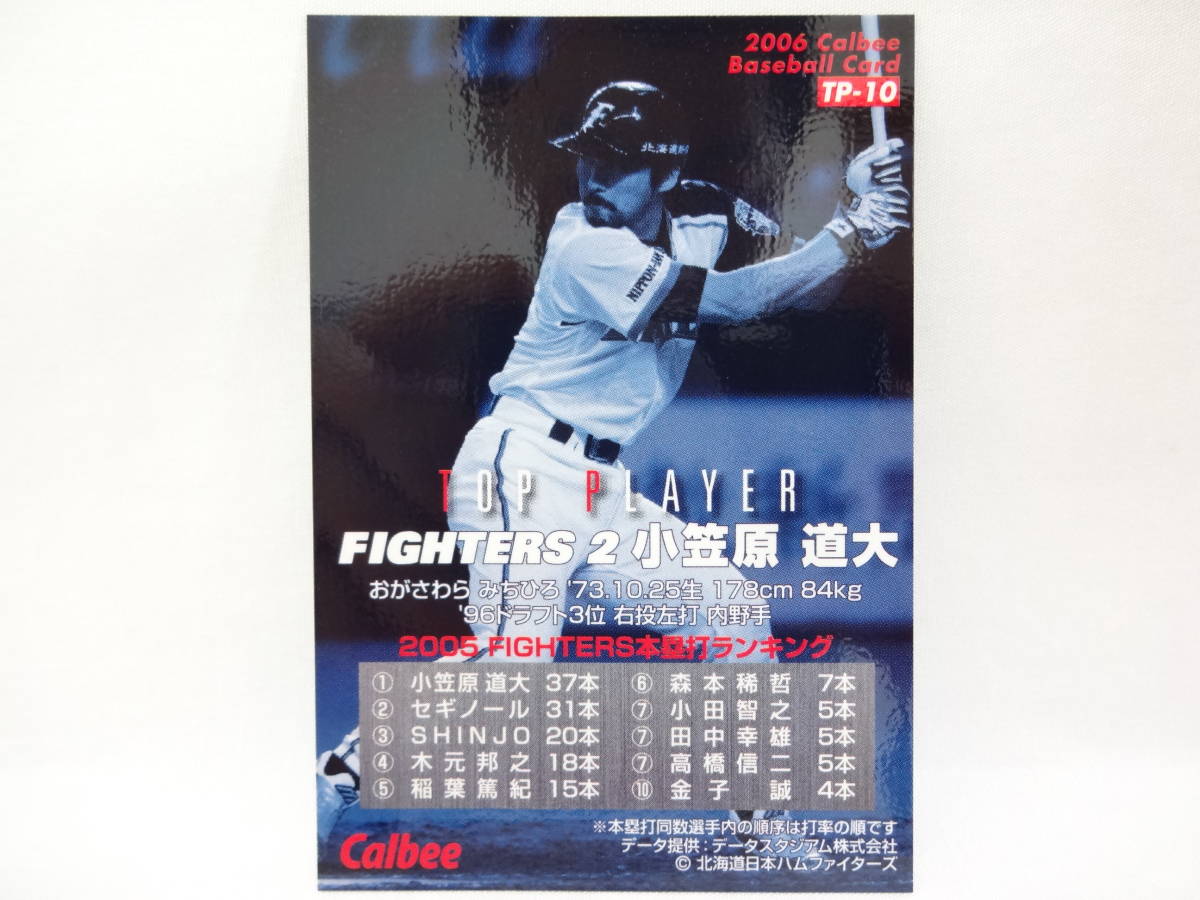 2006 Calbee
Baseball Card
TP-10
北海道
NIPPON-HA
TOP PLAYER
FIGHTERS 2 小笠原 道大
おがさわら みちひろ '73.10.25生 178cm 84kg
'96ドラフト3位 右投左打 内野手
2005 FIGHTERS本塁打ランキング
① 小笠原道大 37本
② セギノール 31本
③ SHINJO 20本
④ 木元邦之 18本
⑤ 稲葉篤紀 15本
⑥ 森本稀哲 7本
⑦ 小田智之 5本
⑦ 田中幸雄 5本
⑦ 高橋信二 5本
⑩ 金子 誠 4本
※本塁打同数選手内の順序は打率の順です
データ提供:データスタジアム株式会社
© 北海道日本ハムファイターズ
Calbee